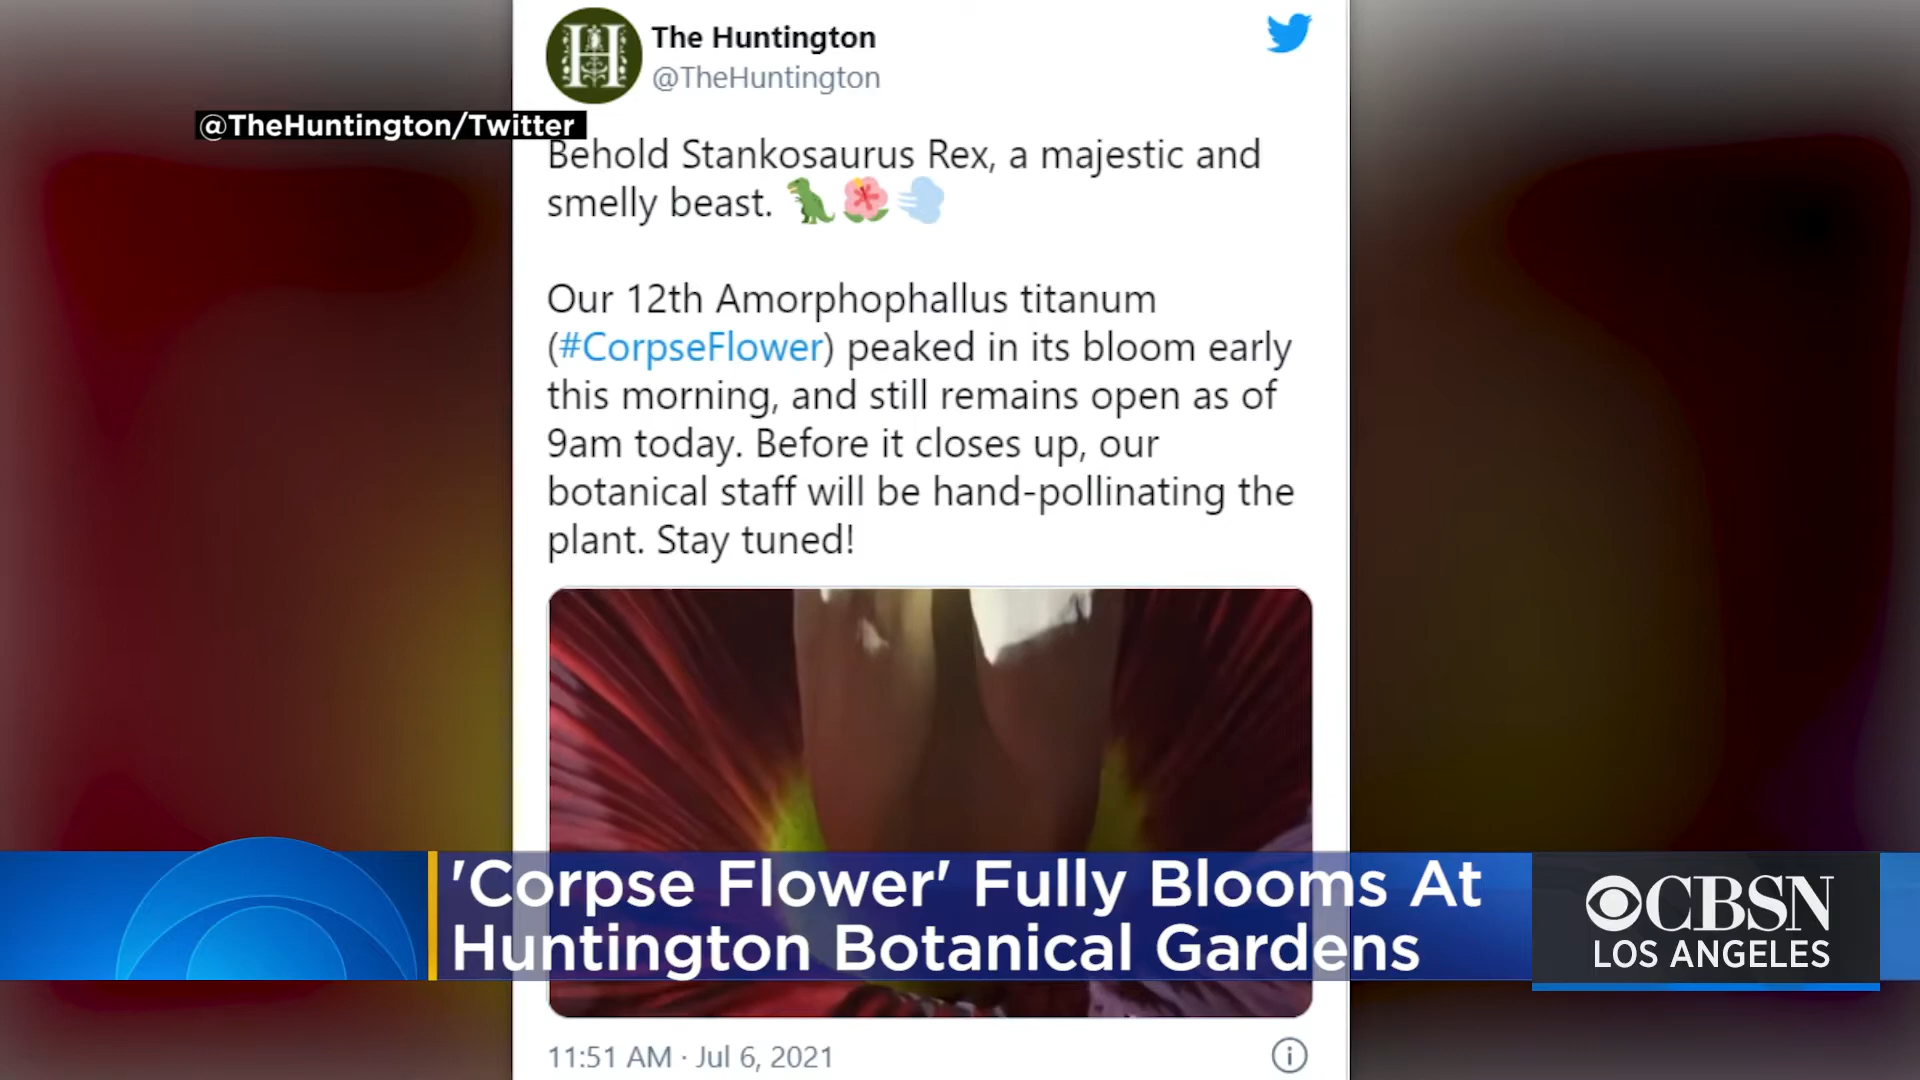 The Huntington
@TheHuntington
@TheHuntington/Twitter
Behold Stankosaurus Rex, a majestic and
smelly beast. 🦖🌺💨
Our 12th Amorphophallus titanum
(#CorpseFlower) peaked in its bloom early
this morning, and still remains open as of
9am today. Before it closes up, our
botanical staff will be hand-pollinating the
plant. Stay tuned!
'Corpse Flower' Fully Blooms At
Huntington Botanical Gardens
CBSN
LOS ANGELES
11:51 AM · Jul 6, 2021